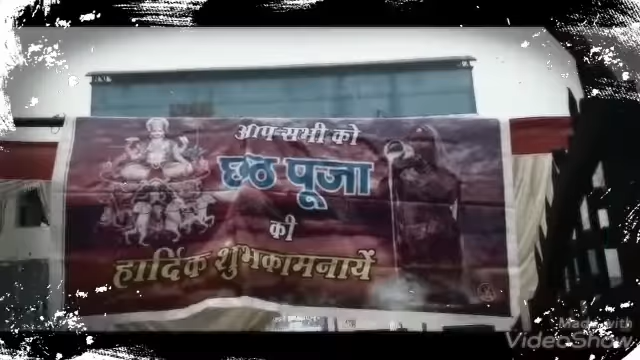 आप सभी को
छठ पूजा
की
हार्दिक शुभकामनायें
Made with
VideoShow